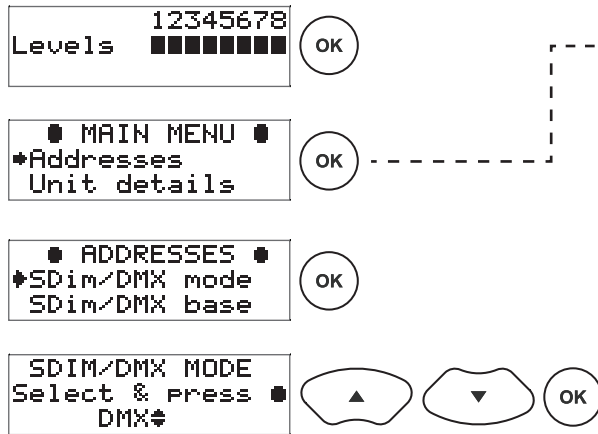 12345678
Levels ████████ OK
● MAIN MENU ●
Addresses OK
Unit details
● ADDRESSES ●
SDim/DMX mode OK
SDim/DMX base
SDIM/DMX MODE
Select & press ● OK
DMX